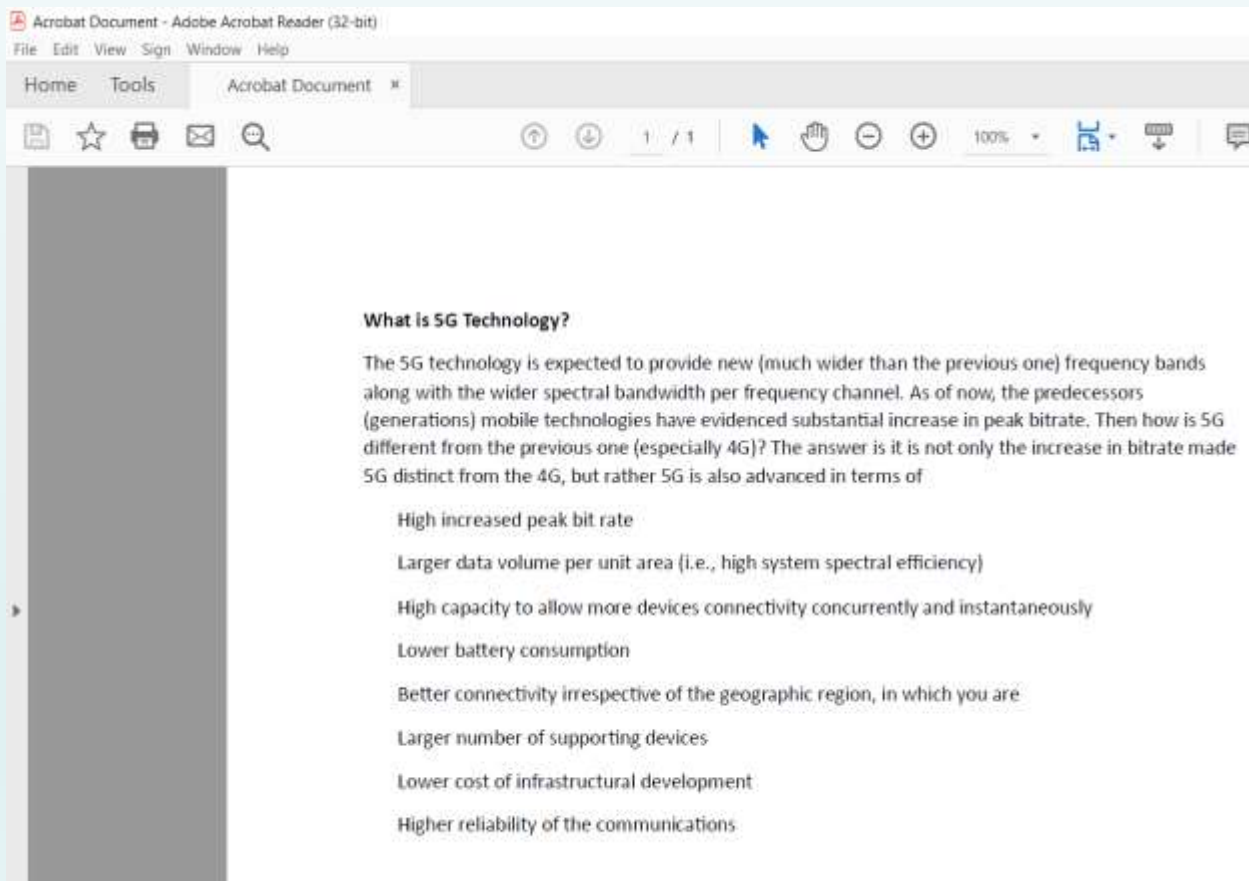 Acrobat Document - Adobe Acrobat Reader (32-bit)
File Edit View Sign Window Help
Home Tools Acrobat Document ×
1 / 1 100%
What is 5G Technology?
The 5G technology is expected to provide new (much wider than the previous one) frequency bands
along with the wider spectral bandwidth per frequency channel. As of now, the predecessors
(generations) mobile technologies have evidenced substantial increase in peak bitrate. Then how is 5G
different from the previous one (especially 4G)? The answer is it is not only the increase in bitrate made
5G distinct from the 4G, but rather 5G is also advanced in terms of
High increased peak bit rate
Larger data volume per unit area (i.e., high system spectral efficiency)
High capacity to allow more devices connectivity concurrently and instantaneously
Lower battery consumption
Better connectivity irrespective of the geographic region, in which you are
Larger number of supporting devices
Lower cost of infrastructural development
Higher reliability of the communications